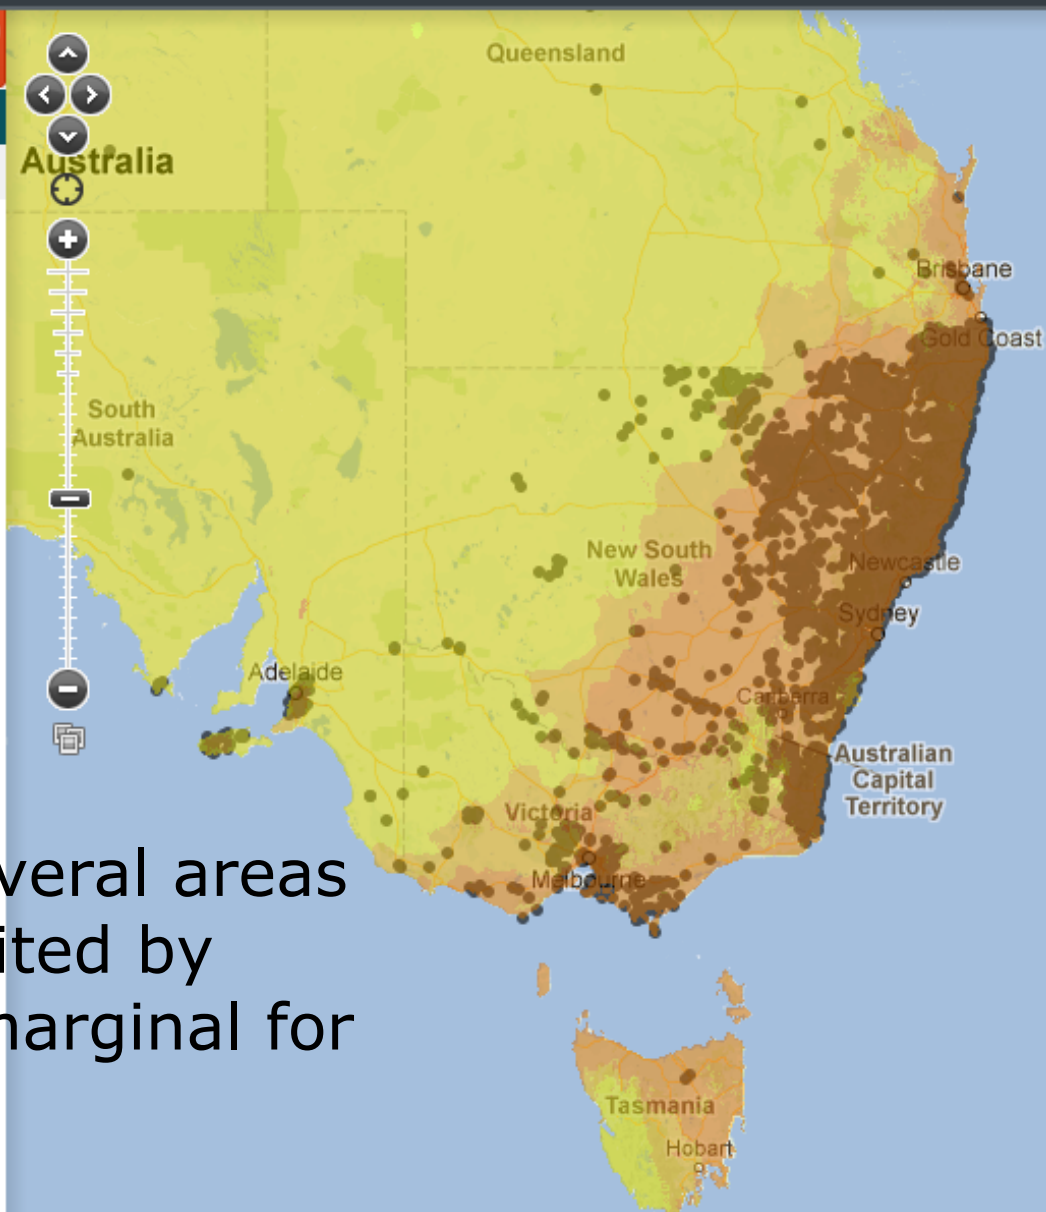 Queensland
Australia
Brisbane
Gold Coast
South
Australia
New South
Wales
Newcastle
Sydney
Adelaide
Canberra
Australian
Capital
Territory
Victoria
Melbourne
veral areas
ited by
narginal for
Tasmania
Hobart